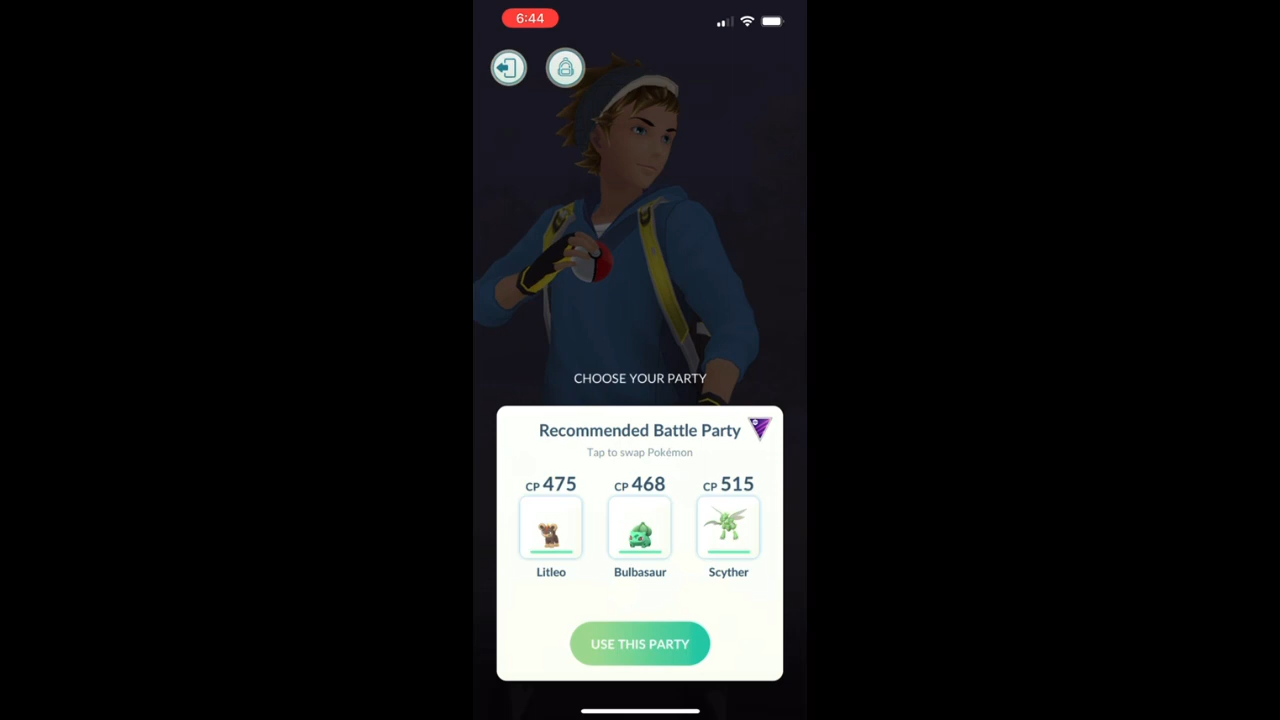 6:44
CHOOSE YOUR PARTY
Recommended Battle Party
Tap to swap Pokémon
CP 475 CP 468 CP 515
Litleo Bulbasaur Scyther
USE THIS PARTY